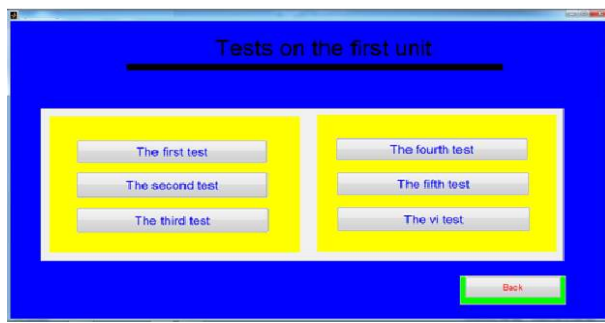 Tests on the first unit
The first test
The second test
The third test
The fourth test
The fifth test
The vi test
Back